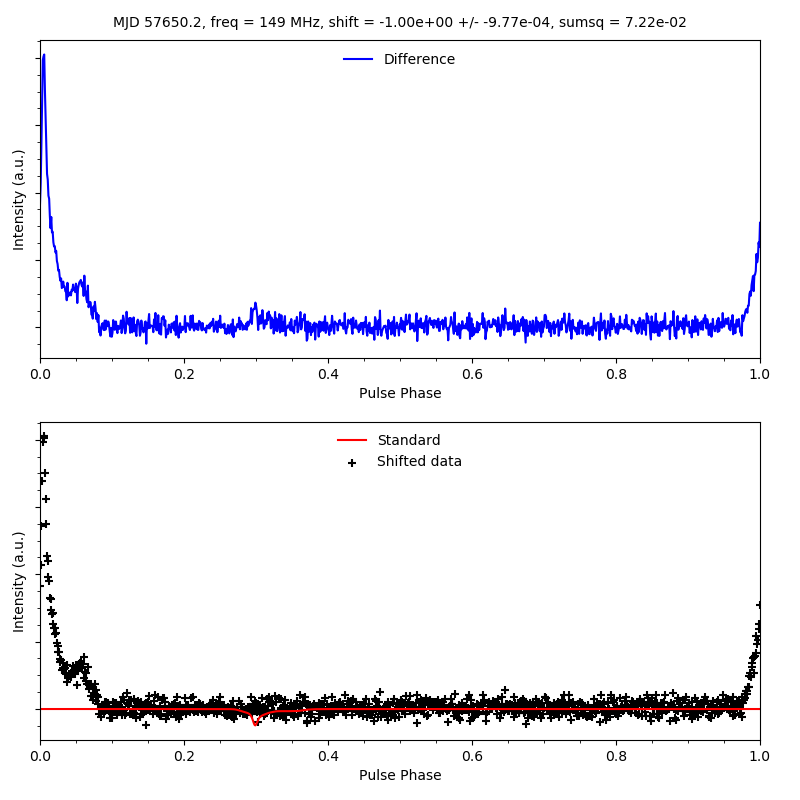 MJD 57650.2, freq = 149 MHz, shift = -1.00e+00 +/- -9.77e-04, sumsq = 7.22e-02
Difference
Intensity (a.u.)
0.0 0.2 0.4 0.6 0.8 1.0
Pulse Phase
Standard
Shifted data
Intensity (a.u.)
0.0 0.2 0.4 0.6 0.8 1.0
Pulse Phase